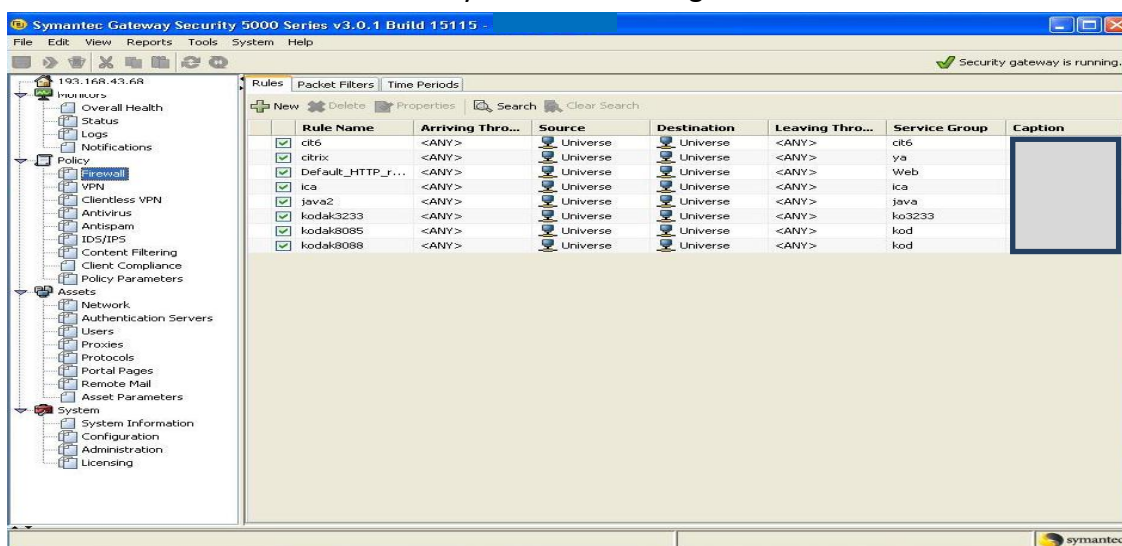 Symantec Gateway Security 5000 Series v3.0.1 Build 15115 -
File Edit View Reports Tools System Help
Security gateway is running.
193.168.43.68
Monitors
Overall Health
Status
Logs
Notifications
Policy
Firewall
VPN
Clientless VPN
Antivirus
Antispam
IDS/IPS
Content Filtering
Client Compliance
Policy Parameters
Assets
Network
Authentication Servers
Users
Proxies
Protocols
Portal Pages
Remote Mail
Asset Parameters
System
System Information
Configuration
Administration
Licensing
Rules Packet Filters Time Periods
New Delete Properties Search Clear Search
Rule Name Arriving Thro... Source Destination Leaving Thro... Service Group Caption
cit6 <ANY> Universe Universe <ANY> cit6
citrix <ANY> Universe Universe <ANY> ya
Default_HTTP_r... <ANY> Universe Universe <ANY> Web
ica <ANY> Universe Universe <ANY> ica
java2 <ANY> Universe Universe <ANY> java
kodak3233 <ANY> Universe Universe <ANY> ko3233
kodak8085 <ANY> Universe Universe <ANY> kod
kodak8088 <ANY> Universe Universe <ANY> kod
symantec